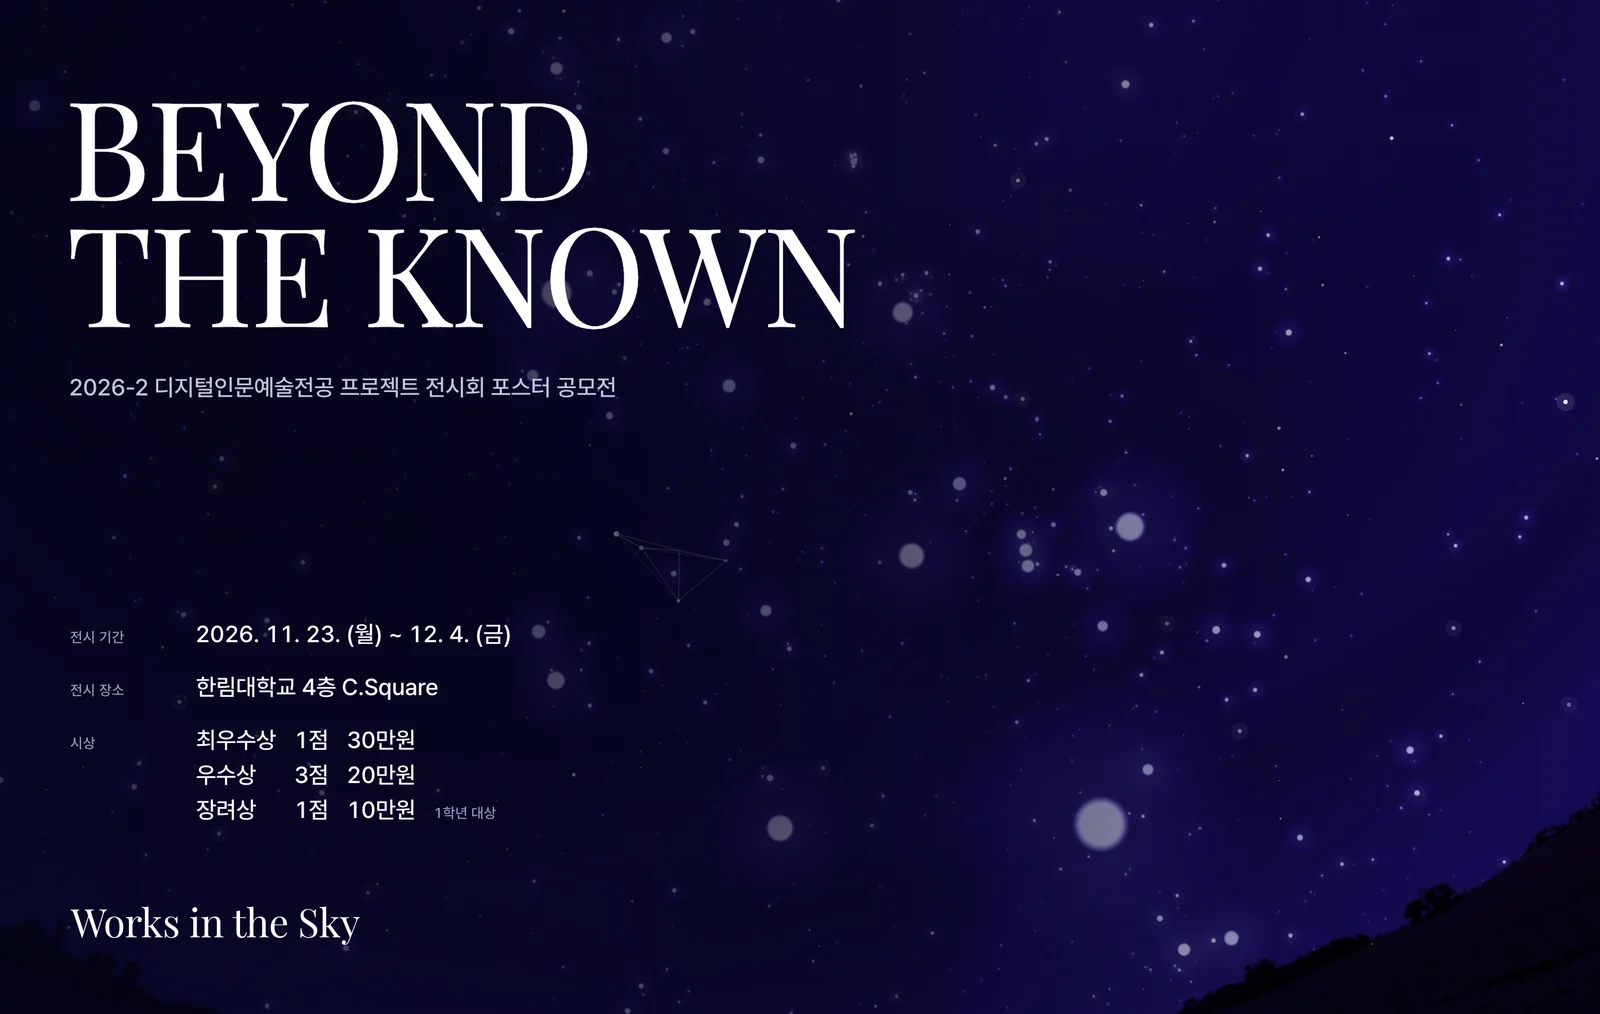 BEYOND
THE KNOWN
2026-2 디지털인문예술전공 프로젝트 전시회 포스터 공모전
전시 기간 2026. 11. 23. (월) ~ 12. 4. (금)
전시 장소 한림대학교 4층 C.Square
시상 최우수상 1점 30만원
우수상 3점 20만원
장려상 1점 10만원 1학년 대상
Works in the Sky